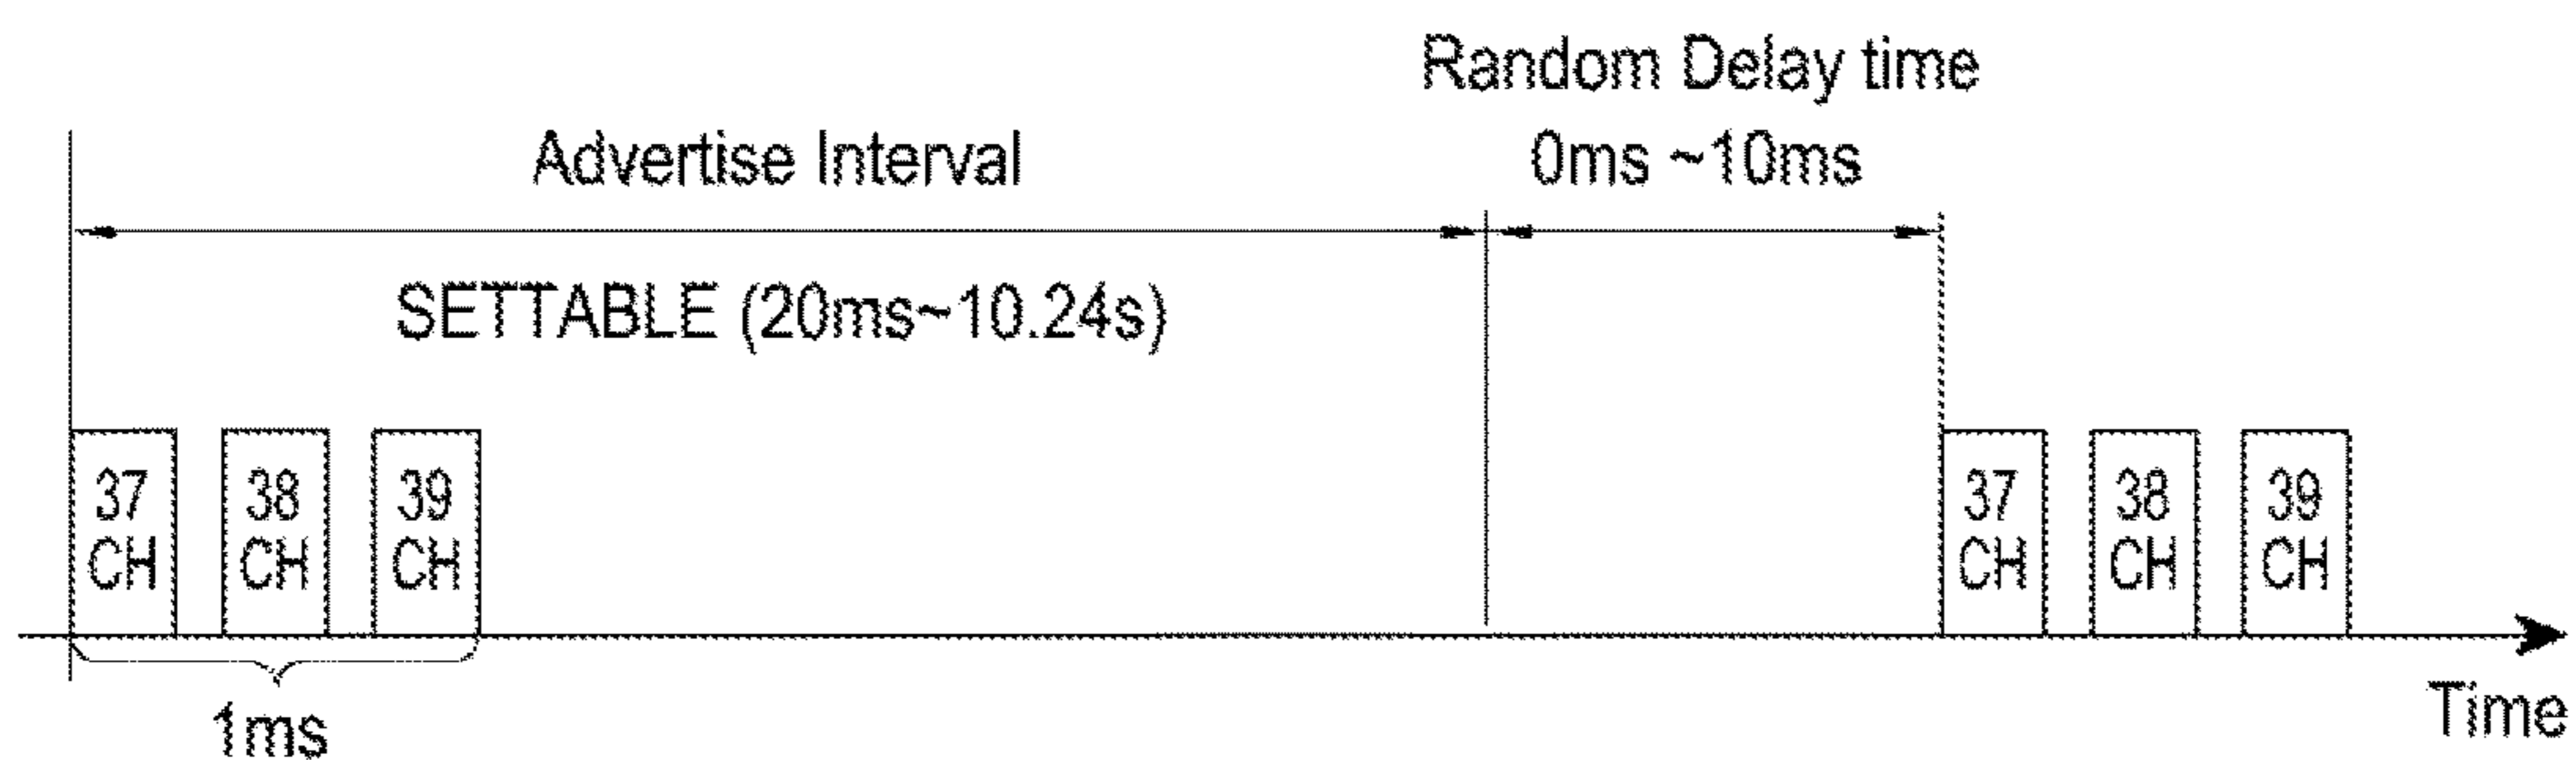 Random Delay time
Advertise Interval
0ms ~10ms
SETTABLE (20ms~10.24s)
37
CH
38
CH
39
CH
37
CH
38
CH
39
CH
1ms
Time